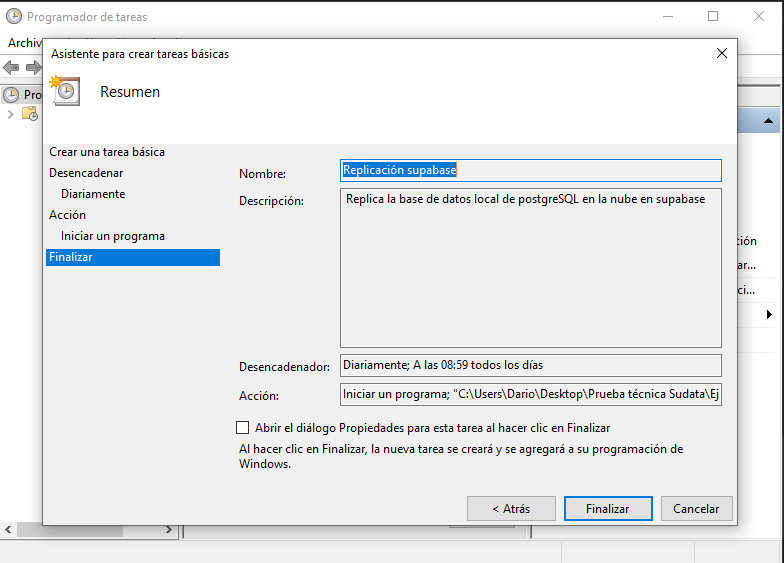 Programador de tareas
Archiv
Asistente para crear tareas básicas
Resumen
Pro
Crear una tarea básica
Desencadenar
Diariamente
Acción
Iniciar un programa
Finalizar
Nombre:
Replicación supabase
Descripción:
Replica la base de datos local de postgreSQL en la nube en supabase
ión
ar...
ci...
Desencadenador:
Diariamente; A las 08:59 todos los días
Acción:
Iniciar un programa; "C:\Users\Dario\Desktop\Prueba técnica Sudata\Ej
Abrir el diálogo Propiedades para esta tarea al hacer clic en Finalizar
Al hacer clic en Finalizar, la nueva tarea se creará y se agregará a su programación de
Windows.
< Atrás
Finalizar
Cancelar